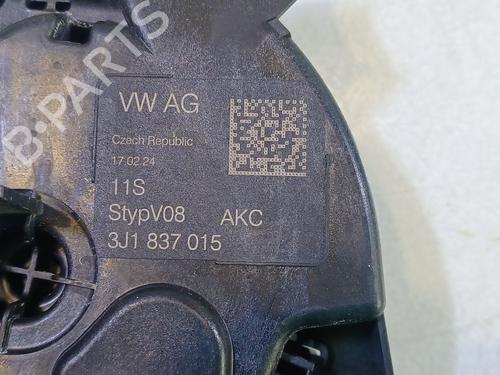 B-PARTS
VW AG
Czech Republic
17.02.24
11S
StypV08 AKC
3J1 837 015